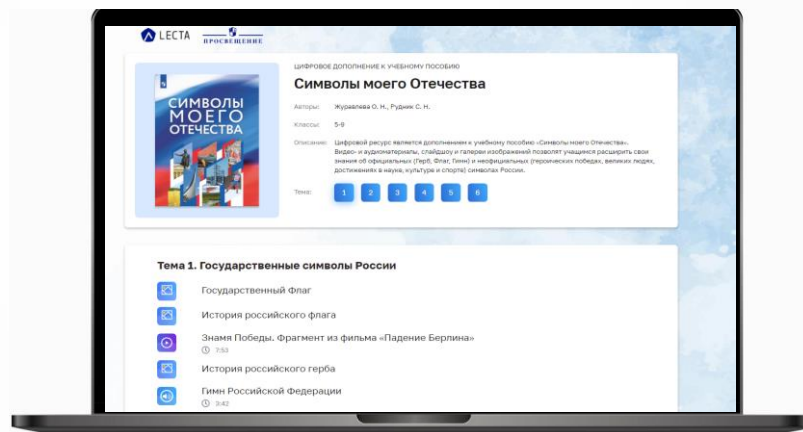 LECTA
ПРОСВЕЩЕНИЕ
ЦИФРОВОЕ ДОПОЛНЕНИЕ К УЧЕБНОМУ ПОСОБИЮ
Символы моего Отечества
Авторы: Журавлева О. Н., Рудник С. Н.
Классы: 5-9
Описание: Цифровой ресурс является дополнением к учебному пособию «Символы моего Отечества».
Видео- и аудиоматериалы, слайдшоу и галереи изображений позволят учащимся расширить свои
знания об официальных (Герб, Флаг, Гимн) и неофициальных (героических победах, великих людях,
достижениях в науке, культуре и спорте) символах России.
Тема: 1 2 3 4 5 6
СИМВОЛЫ
МОЕГО
ОТЕЧЕСТВА
Тема 1. Государственные символы России
Государственный Флаг
История российского флага
Знамя Победы. Фрагмент из фильма «Падение Берлина»
7:53
История российского герба
Гимн Российской Федерации
3:42